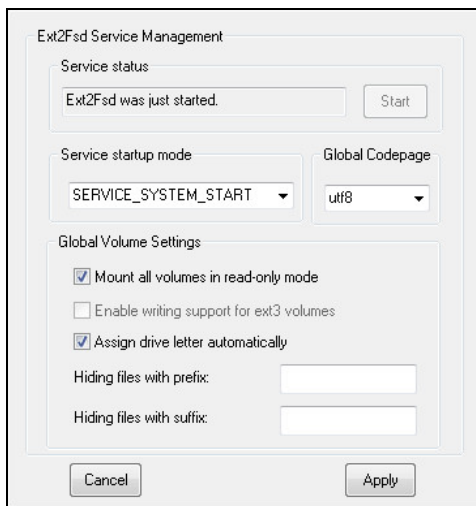 Ext2Fsd Service Management
Service status
Ext2Fsd was just started.
Start
Service startup mode
Global Codepage
SERVICE_SYSTEM_START
utf8
Global Volume Settings
Mount all volumes in read-only mode
Enable writing support for ext3 volumes
Assign drive letter automatically
Hiding files with prefix:
Hiding files with suffix:
Cancel
Apply